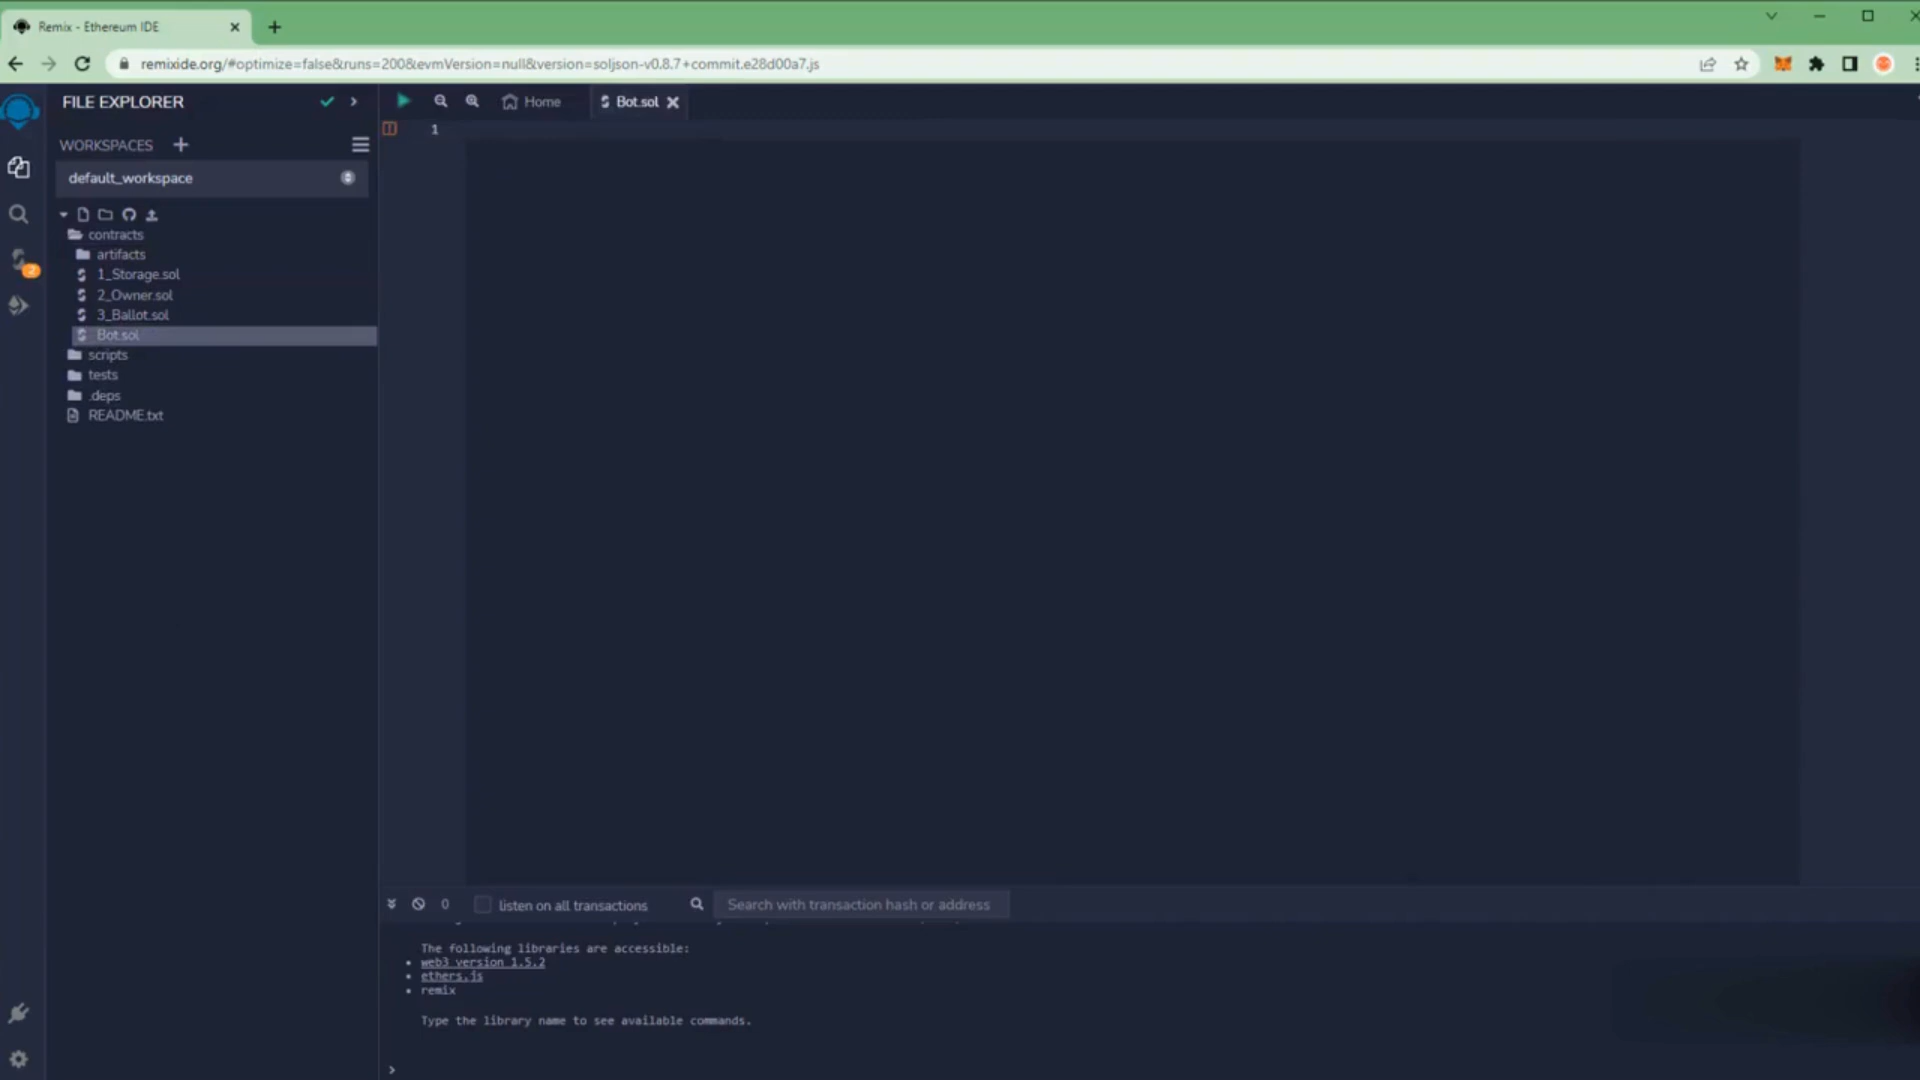 Remix - Ethereum IDE
remixide.org/#optimize=false&runs=200&evmVersion=null&version=soljson-v0.8.7+commit.e28d00a7.js
FILE EXPLORER
Home
Bot.sol
1
WORKSPACES
default_workspace
contracts
artifacts
1_Storage.sol
2_Owner.sol
3_Ballot.sol
Bot.sol
scripts
tests
.deps
README.txt
2
0
listen on all transactions
Search with transaction hash or address
The following libraries are accessible:
web3 version 1.5.2
ethers.js
remix
Type the library name to see available commands.
>